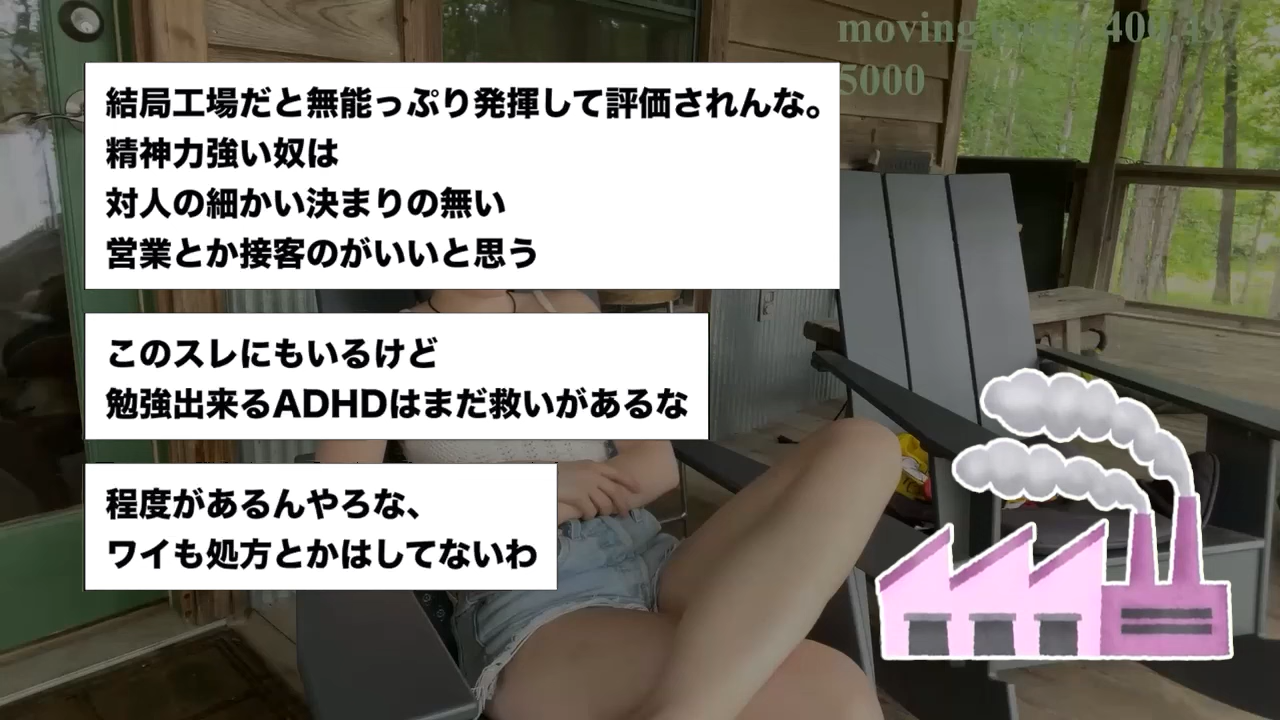 moving
5000
結局工場だと無能っぷり発揮して評価されんな。
精神力強い奴は
対人の細かい決まりの無い
営業とか接客のがいいと思う
このスレにもいるけど
勉強出来るADHDはまだ救いがあるな
程度があるんやろな、
ワイも処方とかはしてないわ